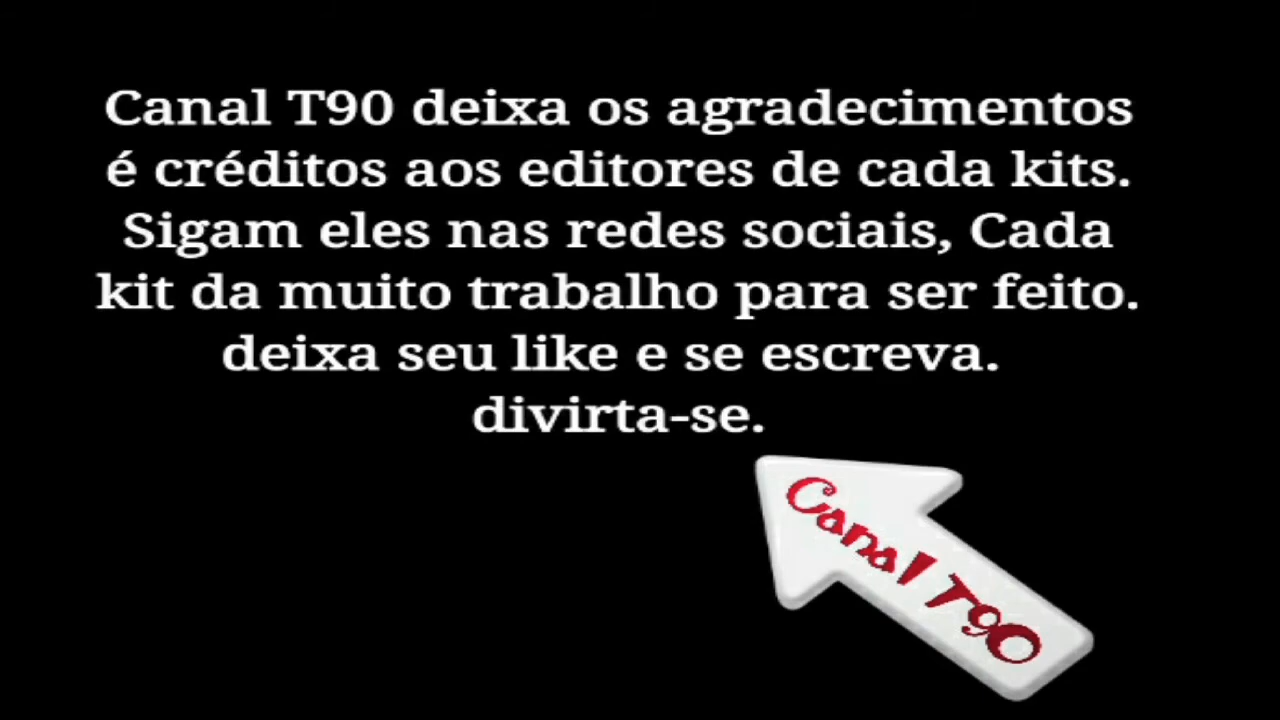 Canal T90 deixa os agradecimentos
é créditos aos editores de cada kits.
Sigam eles nas redes sociais, Cada
kit da muito trabalho para ser feito.
deixa seu like e se escreva.
divirta-se.
Canal T90